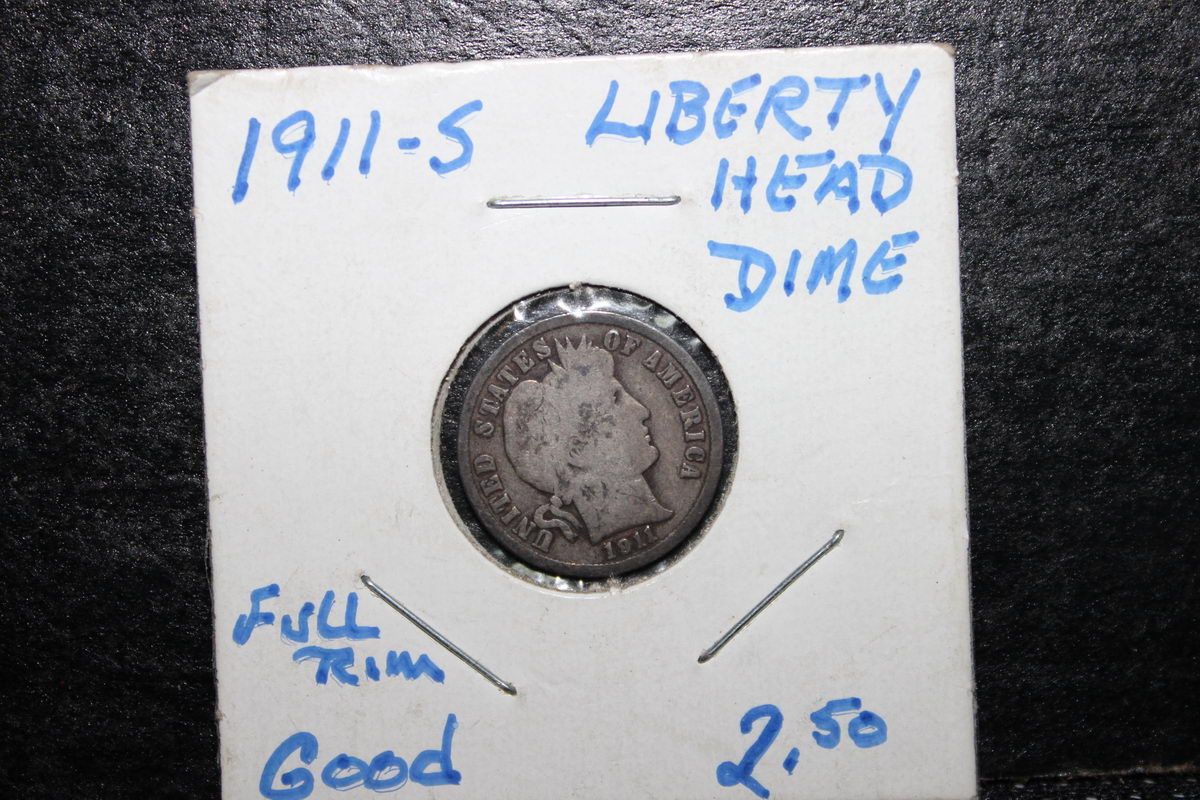 1911-S
LIBERTY
HEAD
DIME
UNITED STATES OF AMERICA
1911
FULL
RIM
Good
2.50